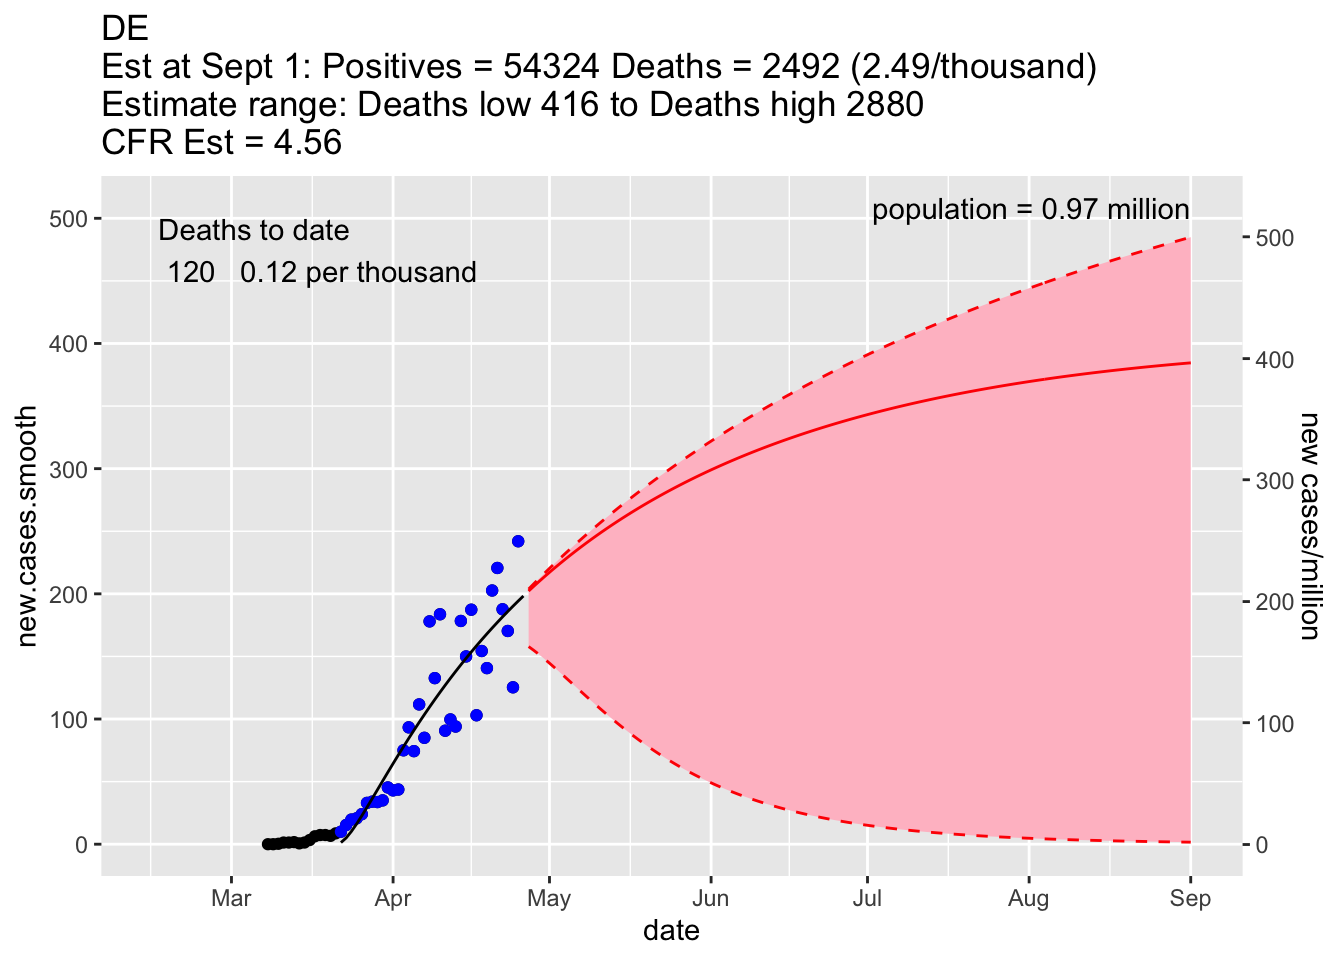 DE
Est at Sept 1: Positives = 54324 Deaths = 2492 (2.49/thousand)
Estimate range: Deaths low 416 to Deaths high 2880
CFR Est = 4.56
population = 0.97 million
Deaths to date
120 0.12 per thousand
new.cases.smooth
500
400
300
200
100
0
500
400
300
200
100
0
new cases/million
Mar Apr May Jun Jul Aug Sep
date